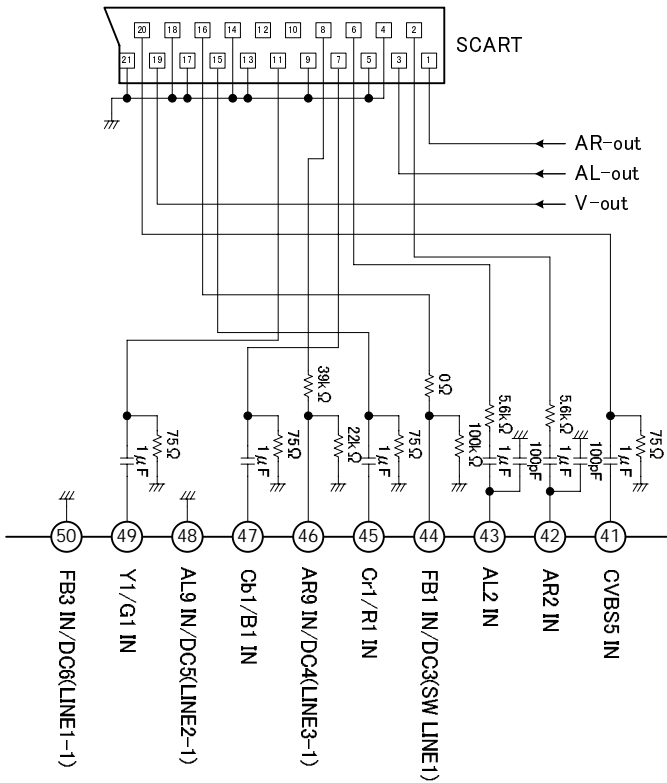 20 18 16 14 12 10 8 6 4 2
SCART
21 19 17 15 13 11 9 7 5 3 1
AR-out
AL-out
V-out
39kΩ
0Ω
5.6kΩ
5.6kΩ
75Ω
1μF
75Ω
1μF
22kΩ
75Ω
1μF
100kΩ
1μF
100pF
1μF
100pF
1μF
75Ω
50 49 48 47 46 45 44 43 42 41
FB3 IN/DC6(LINE1-1)
Y1/G1 IN
AL9 IN/DC5(LINE2-1)
Cb1/B1 IN
AR9 IN/DC4(LINE3-1)
Cr1/R1 IN
FB1 IN/DC3(SW LINE1)
AL2 IN
AR2 IN
CVBS5 IN